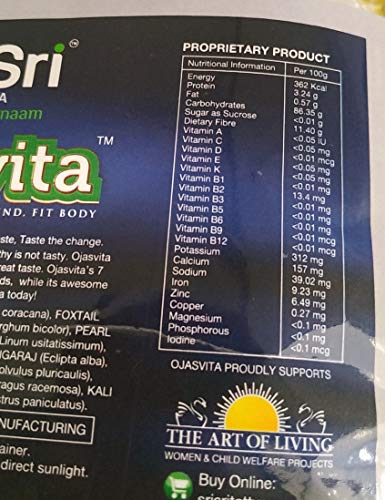 Sri ™
A
naam
vita ™
ND. FIT BODY
ste, Taste the change.
thy is not tasty. Ojasvita
reat taste. Ojasvita's 7
ds, while its awesome
a today!
coracana), FOXTAIL
rghum bicolor), PEARL
Linum usitatissimum),
NGARAJ (Eclipta alba),
olvulus pluricaulis),
ragus racemosa), KALI
strus paniculatus).
NUFACTURING
ainer.
direct sunlight.
PROPRIETARY PRODUCT
Nutritional Information Per 100g
Energy 362 Kcal
Protein 3.24 g
Fat 0.57 g
Carbohydrates 86.35 g
Sugar as Sucrose <0.01 g
Dietary Fibre 11.40 g
Vitamin A <0.05 IU
Vitamin C <0.05 mg
Vitamin D <0.01 mcg
Vitamin E <0.05 mg
Vitamin K <0.01 mcg
Vitamin B1 <0.05 mg
Vitamin B2 <0.01 mg
Vitamin B3 13.4 mg
Vitamin B5 <0.01 mg
Vitamin B6 <0.01 mg
Vitamin B9 <0.01 mg
Vitamin B12 <0.01 mcg
Potassium 312 mg
Calcium 157 mg
Sodium 39.02 mg
Iron 9.23 mg
Zinc 6.49 mg
Copper 0.27 mg
Magnesium <0.1 mg
Phosphorous <0.1 mg
Iodine <0.1 mcg
OJASVITA PROUDLY SUPPORTS
THE ART OF LIVING
WOMEN & CHILD WELFARE PROJECTS
Buy Online: